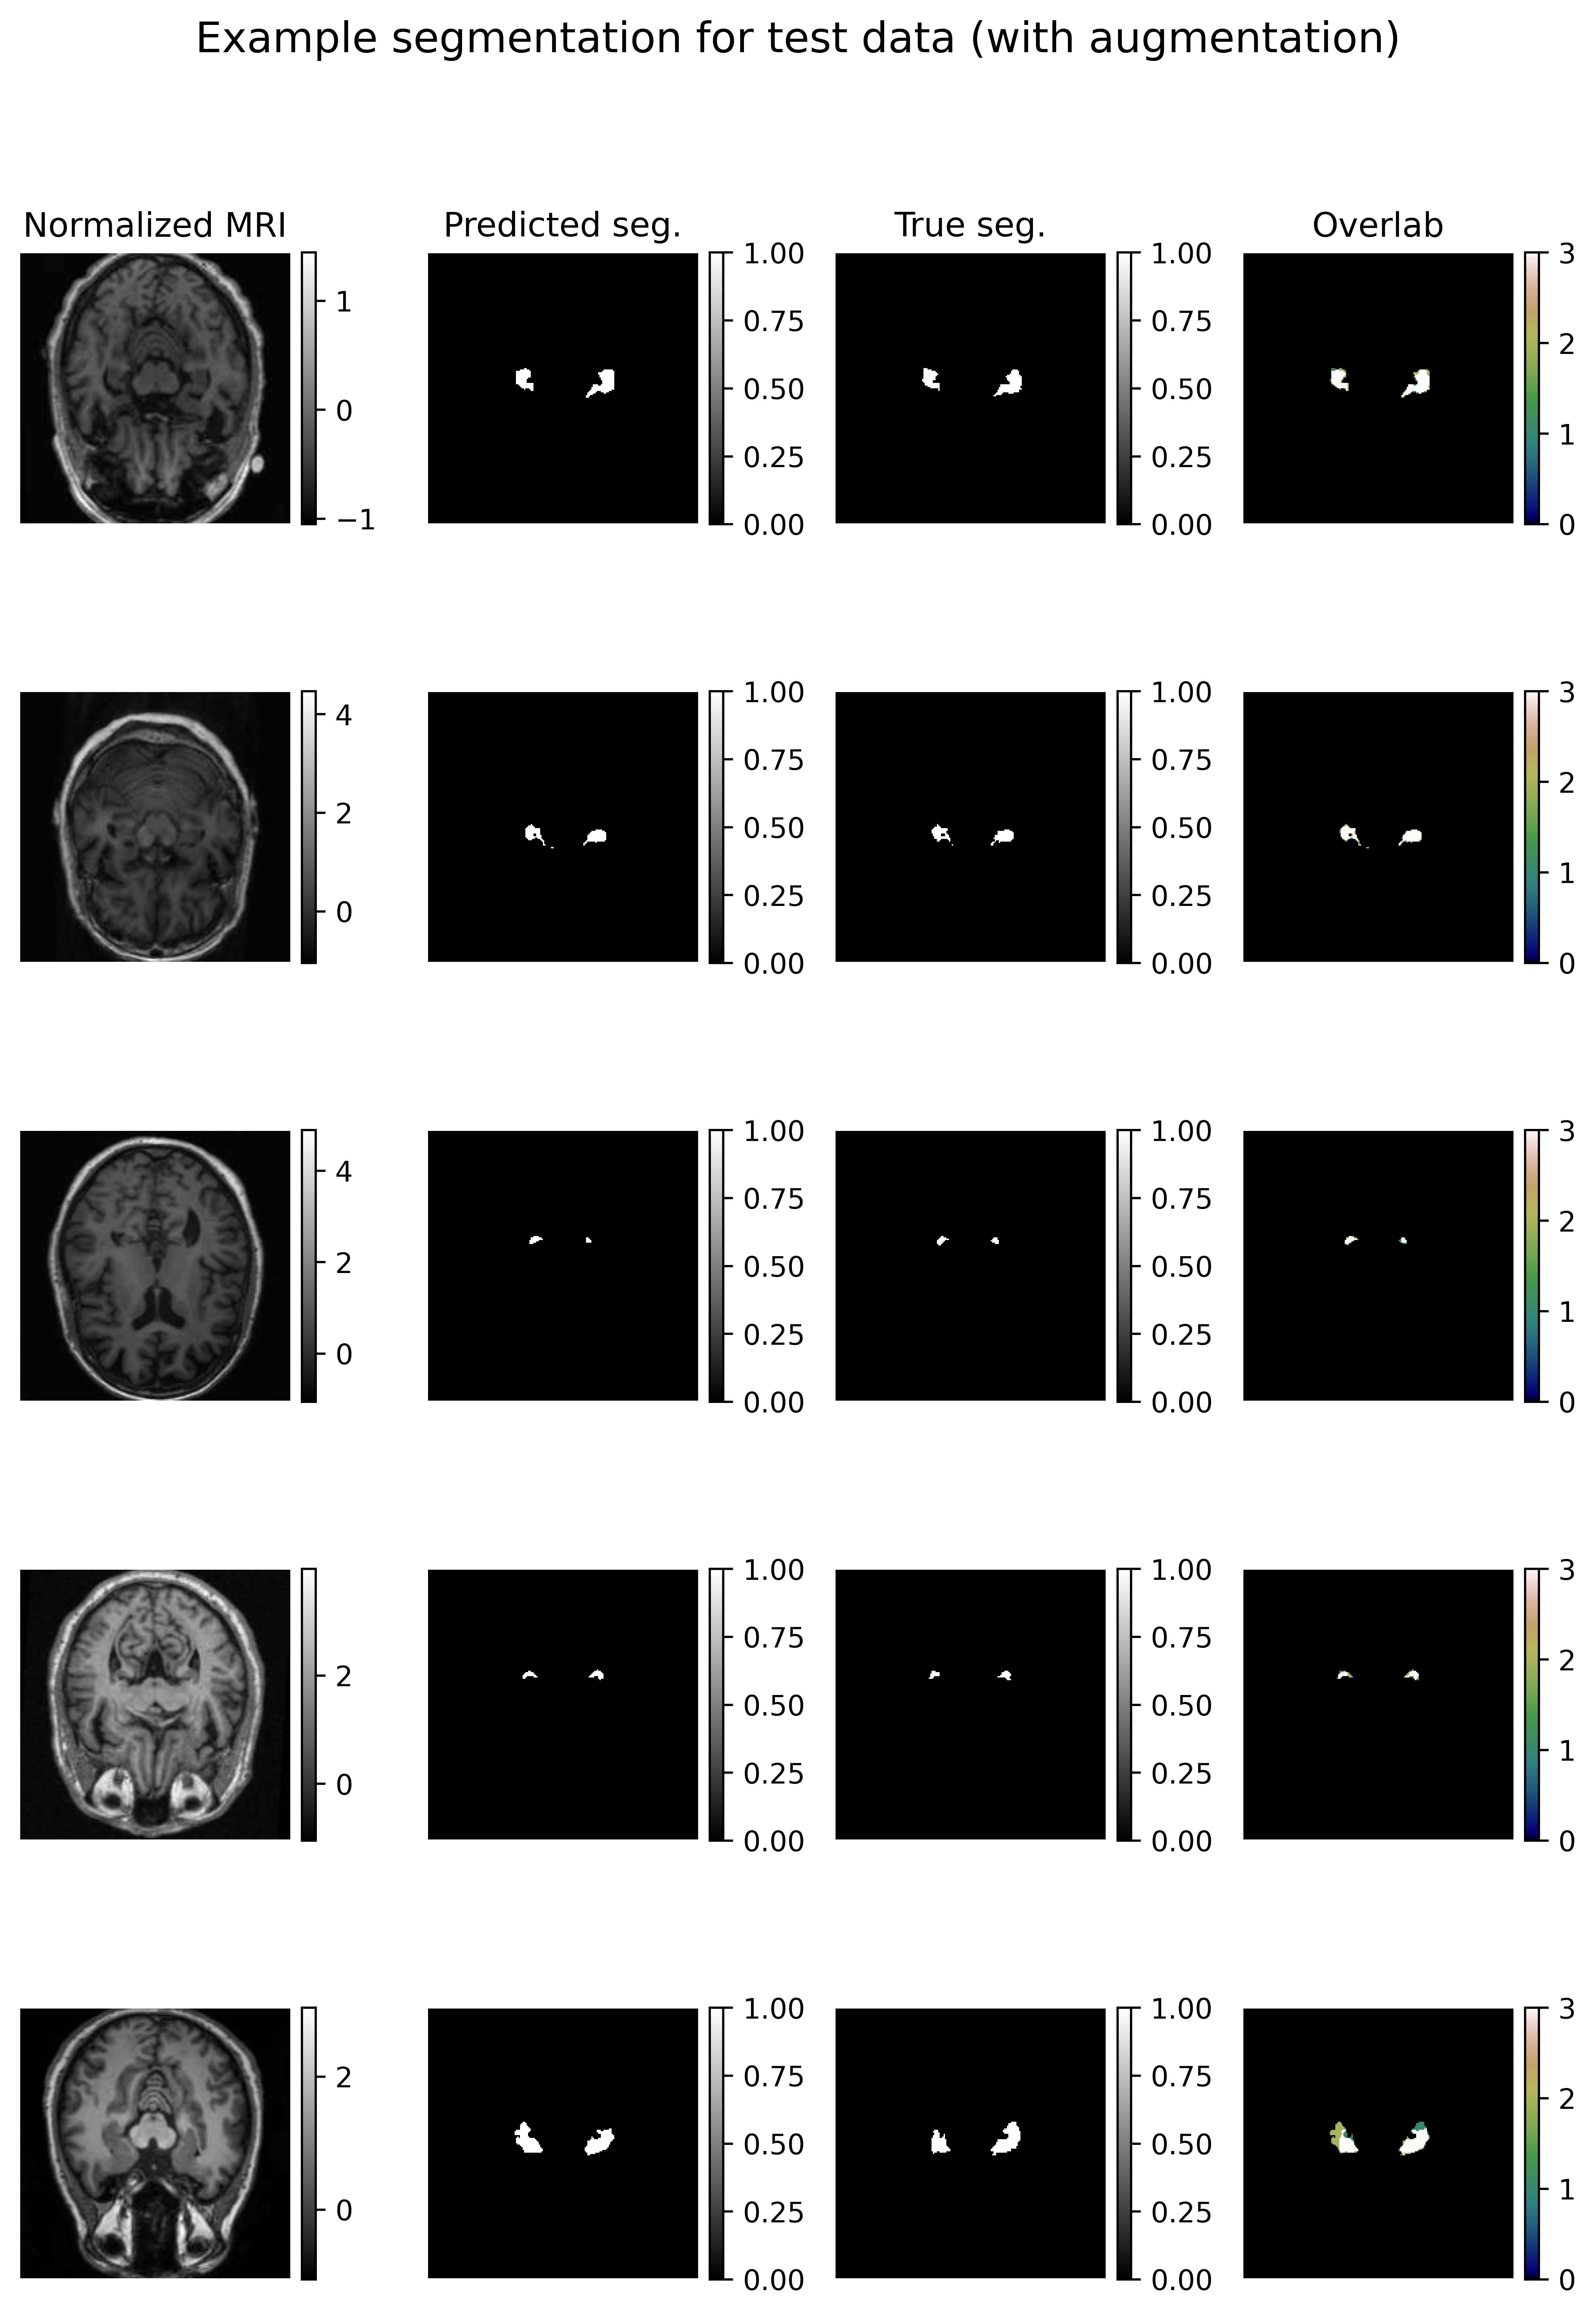 Example segmentation for test data (with augmentation)
Normalized MRI Predicted seg. True seg. Overlab
1 0 −1 1.00 0.75 0.50 0.25 0.00 1.00 0.75 0.50 0.25 0.00 3 2 1 0
4 2 0 1.00 0.75 0.50 0.25 0.00 1.00 0.75 0.50 0.25 0.00 3 2 1 0
4 2 0 1.00 0.75 0.50 0.25 0.00 1.00 0.75 0.50 0.25 0.00 3 2 1 0
2 0 1.00 0.75 0.50 0.25 0.00 1.00 0.75 0.50 0.25 0.00 3 2 1 0
2 0 1.00 0.75 0.50 0.25 0.00 1.00 0.75 0.50 0.25 0.00 3 2 1 0